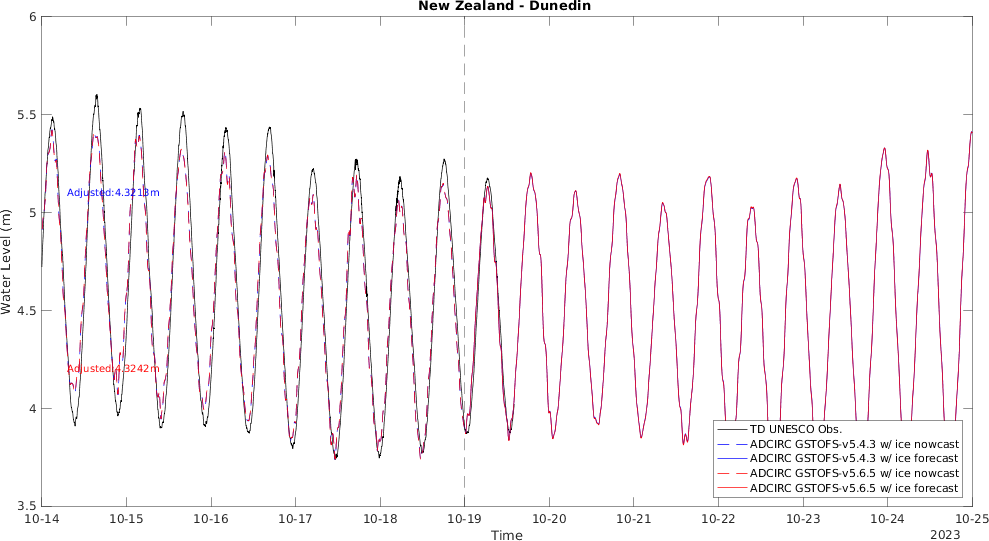 New Zealand - Dunedin
6
5.5
5
4.5
4
3.5
Water Level (m)
Adjusted:4.3213m
Adjusted:4.3242m
TD UNESCO Obs.
ADCIRC GSTOFS-v5.4.3 w/ ice nowcast
ADCIRC GSTOFS-v5.4.3 w/ ice forecast
ADCIRC GSTOFS-v5.6.5 w/ ice nowcast
ADCIRC GSTOFS-v5.6.5 w/ ice forecast
10-14 10-15 10-16 10-17 10-18 10-19 10-20 10-21 10-22 10-23 10-24 10-25
Time
2023